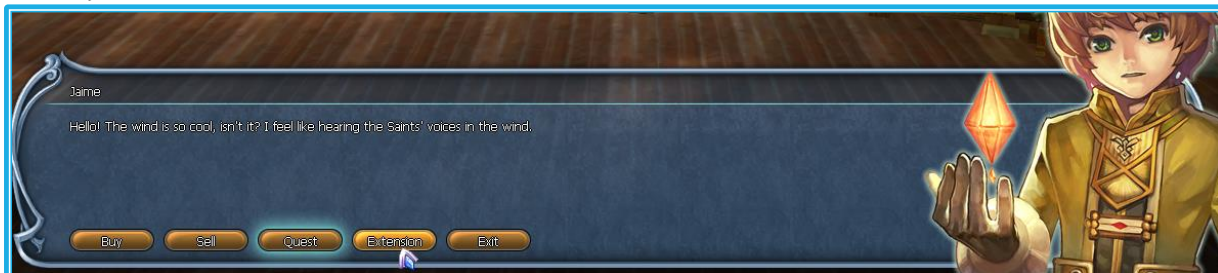 Jaime
Hello! The wind is so cool, isn't it? I feel like hearing the Saints' voices in the wind.
Buy Sell Quest Extension Exit